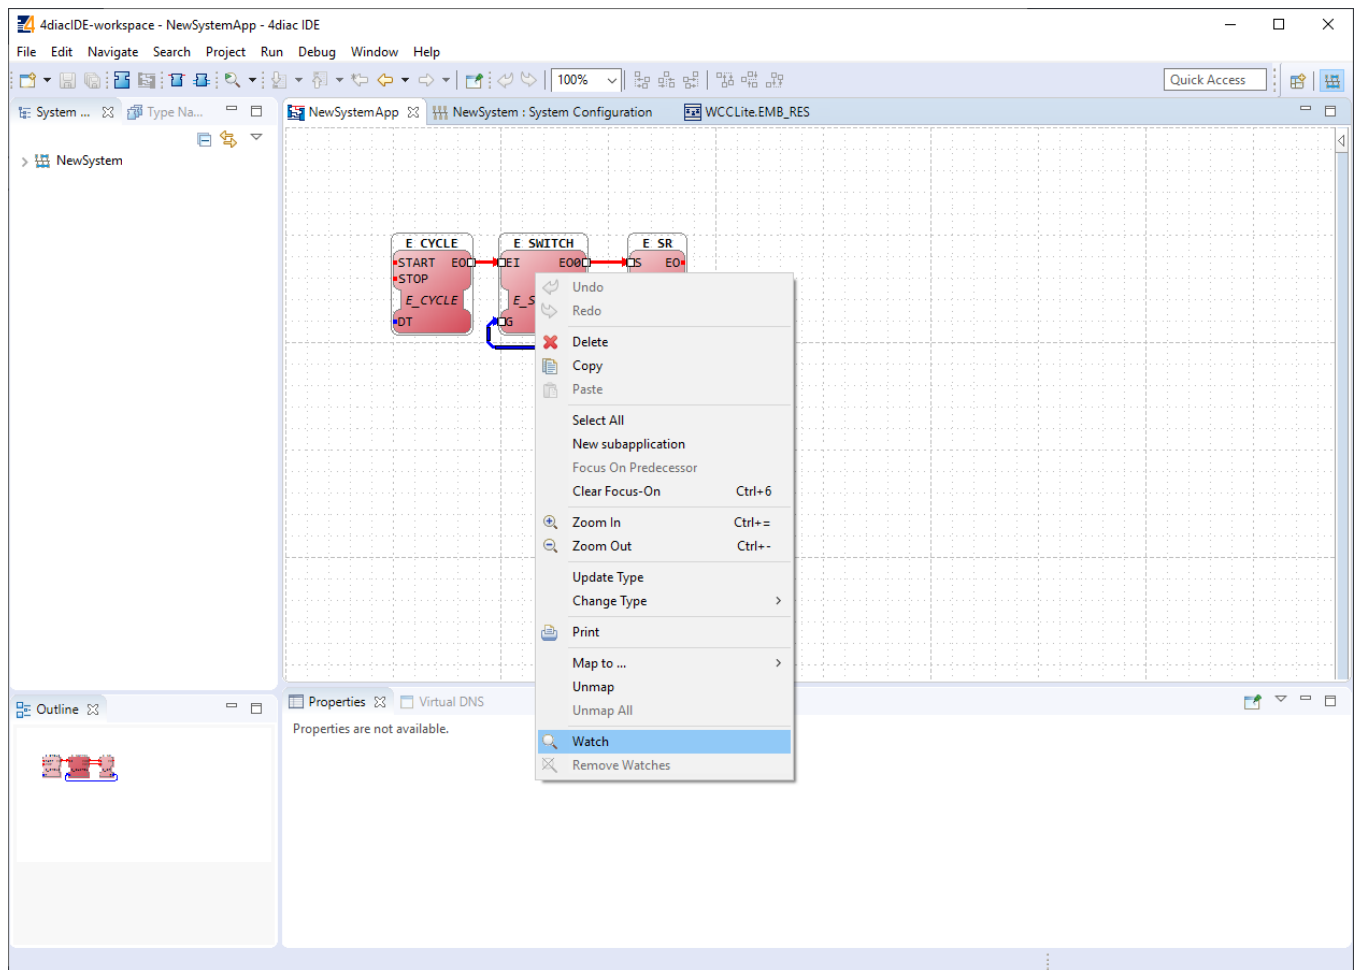 4diacIDE-workspace - NewSystemApp - 4diac IDE
File Edit Navigate Search Project Run Debug Window Help
100% Quick Access
System ... Type Na... NewSystemApp NewSystem : System Configuration WCCLite.EMB_RES
NewSystem
E_CYCLE E_SWITCH E_SR
START EO EI EO0 S EO
STOP
E_CYCLE E_S
DT G
Undo
Redo
Delete
Copy
Paste
Select All
New subapplication
Focus On Predecessor
Clear Focus-On Ctrl+6
Zoom In Ctrl+=
Zoom Out Ctrl+-
Update Type
Change Type
Print
Map to ...
Unmap
Unmap All
Watch
Remove Watches
Outline Properties Virtual DNS
Properties are not available.